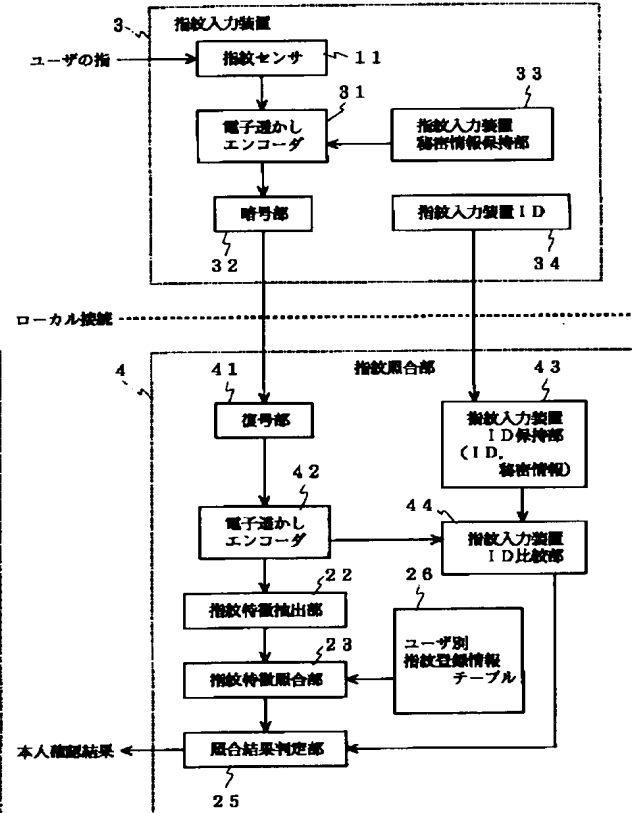 3
指紋入力装置
ユーザの指
指紋センサ
11
31
33
電子透かし
エンコーダ
指紋入力装置
秘密情報保持部
暗号部
指紋入力装置ID
32
34
ローカル接続
4
指紋照合部
41
43
復号部
指紋入力装置
ID保持部
(ID,
秘密情報)
42
44
電子透かし
エンコーダ
指紋入力装置
ID比較部
22
26
指紋特徴抽出部
23
ユーザ別
指紋登録情報
テーブル
指紋特徴照合部
本人確認結果
照合結果判定部
25